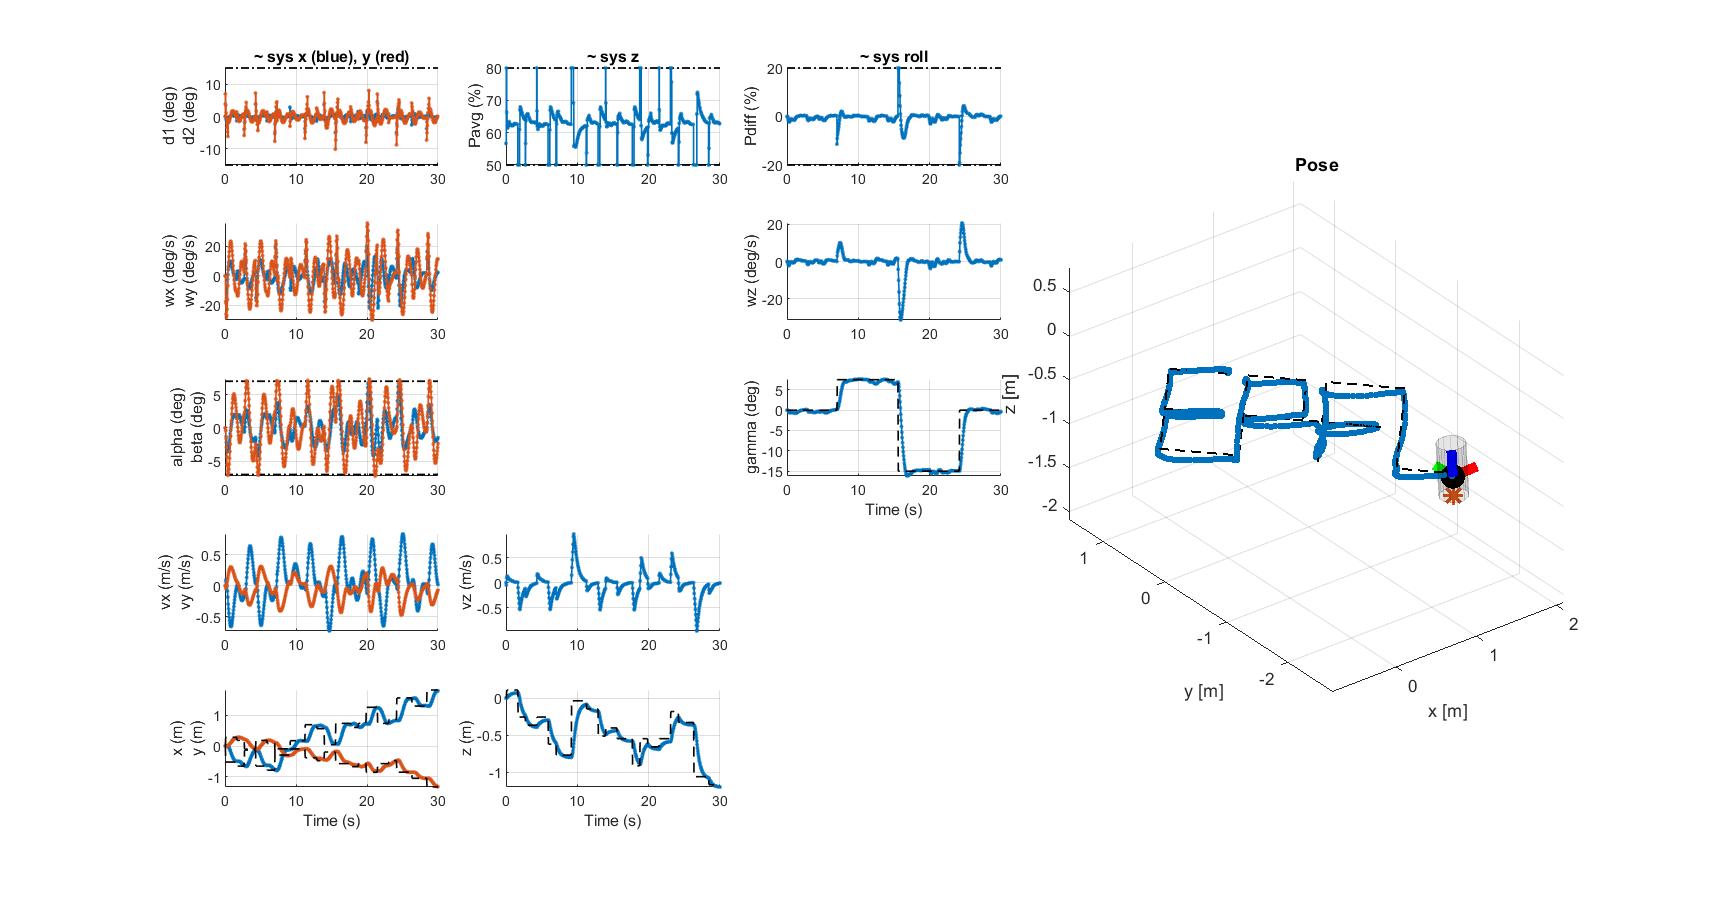 ~ sys x (blue), y (red)
~ sys z
~ sys roll
d1 (deg)
d2 (deg)
10
0
-10
0 10 20 30
Pavg (%)
80
70
60
50
0 10 20 30
Pdiff (%)
20
0
-20
0 10 20 30
wx (deg/s)
wy (deg/s)
20
0
-20
0 10 20 30
wz (deg/s)
20
0
-20
0 10 20 30
alpha (deg)
beta (deg)
5
0
-5
0 10 20 30
gamma (deg)
5
0
-5
-10
-15
0 10 20 30
Time (s)
vx (m/s)
vy (m/s)
0.5
0
-0.5
0 10 20 30
vz (m/s)
0.5
0
-0.5
0 10 20 30
x (m)
y (m)
1
0
-1
0 10 20 30
Time (s)
z (m)
0
-0.5
-1
0 10 20 30
Time (s)
Pose
z [m]
0.5
0
-0.5
-1
-1.5
-2
1
0
-1
-2
y [m]
0
1
2
x [m]